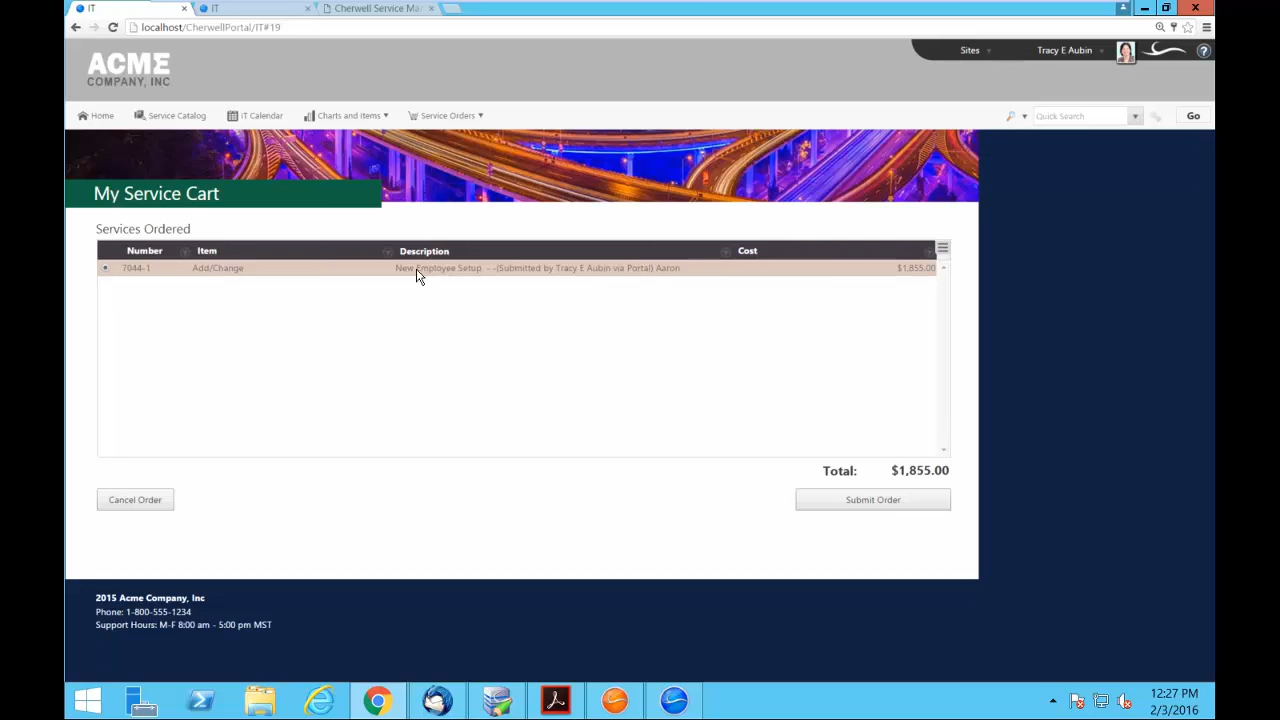 IT
IT
Cherwell Service Ma
localhost/CherwellPortal/IT#19
ACME
COMPANY, INC
Sites
Tracy E Aubin
Home
Service Catalog
IT Calendar
Charts and Items
Service Orders
Quick Search
Go
My Service Cart
Services Ordered
Number Item Description Cost
7044-1 Add/Change New Employee Setup - -(Submitted by Tracy E Aubin via Portal) Aaron $1,855.00
Total: $1,855.00
Cancel Order
Submit Order
2015 Acme Company, Inc
Phone: 1-800-555-1234
Support Hours: M-F 8:00 am - 5:00 pm MST
12:27 PM
2/3/2016